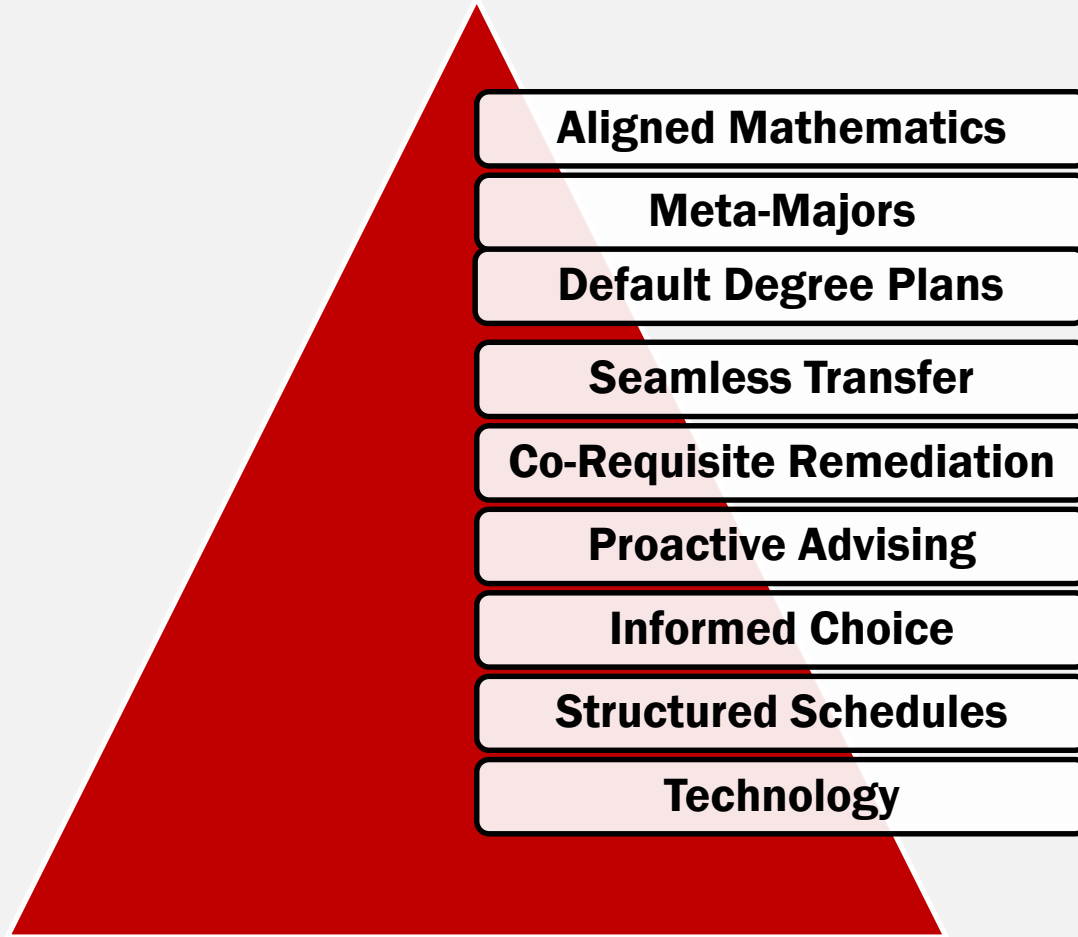 Aligned Mathematics
Meta-Majors
Default Degree Plans
Seamless Transfer
Co-Requisite Remediation
Proactive Advising
Informed Choice
Structured Schedules
Technology